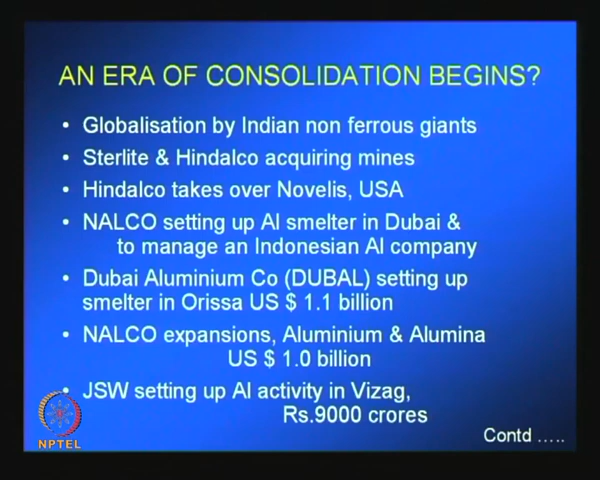 AN ERA OF CONSOLIDATION BEGINS?
• Globalisation by Indian non ferrous giants
• Sterlite & Hindalco acquiring mines
• Hindalco takes over Novelis, USA
• NALCO setting up Al smelter in Dubai &
to manage an Indonesian Al company
• Dubai Aluminium Co (DUBAL) setting up
smelter in Orissa US $ 1.1 billion
• NALCO expansions, Aluminium & Alumina
US $ 1.0 billion
• JSW setting up Al activity in Vizag,
Rs.9000 crores
Contd …..
NPTEL